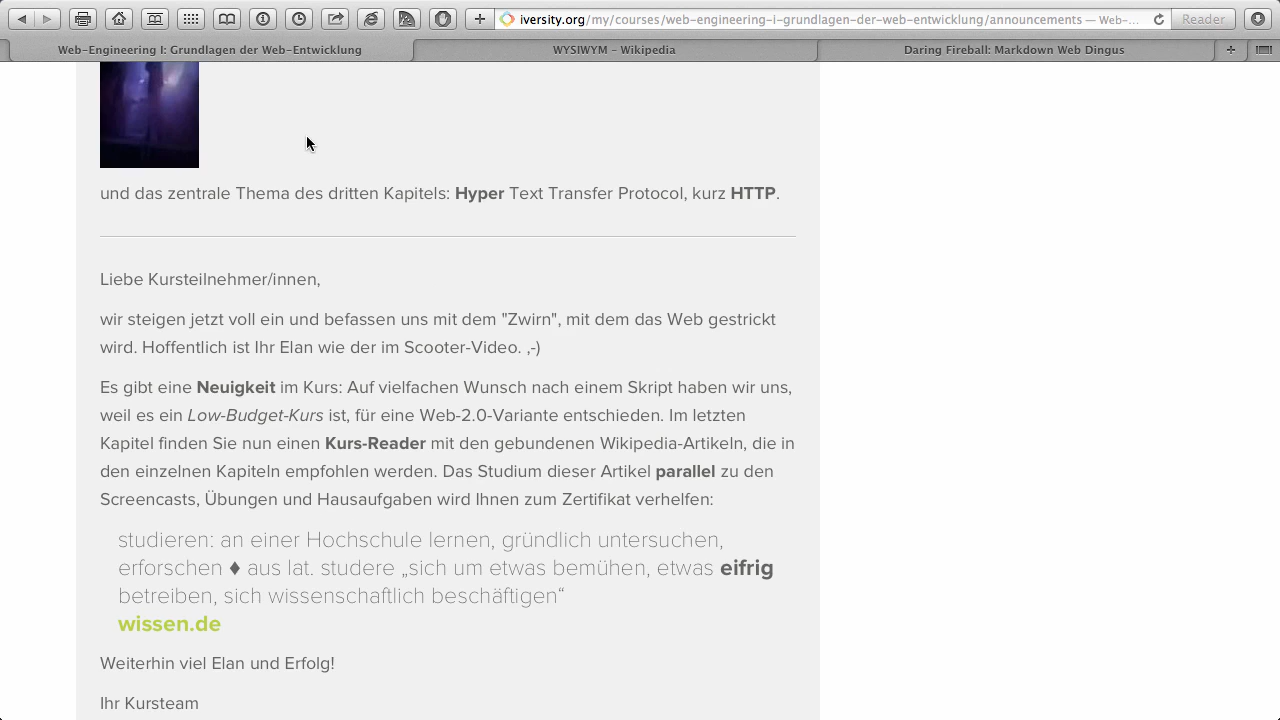 iversity.org/my/courses/web-engineering-i-grundlagen-der-web-entwicklung/announcements — Web-...
Reader
Web-Engineering I: Grundlagen der Web-Entwicklung
WYSIWYM - Wikipedia
Daring Fireball: Markdown Web Dingus
und das zentrale Thema des dritten Kapitels: Hyper Text Transfer Protocol, kurz HTTP.
Liebe Kursteilnehmer/innen,
wir steigen jetzt voll ein und befassen uns mit dem "Zwirn", mit dem das Web gestrickt
wird. Hoffentlich ist Ihr Elan wie der im Scooter-Video. ,-)
Es gibt eine Neuigkeit im Kurs: Auf vielfachen Wunsch nach einem Skript haben wir uns,
weil es ein Low-Budget-Kurs ist, für eine Web-2.0-Variante entschieden. Im letzten
Kapitel finden Sie nun einen Kurs-Reader mit den gebundenen Wikipedia-Artikeln, die in
den einzelnen Kapiteln empfohlen werden. Das Studium dieser Artikel parallel zu den
Screencasts, Übungen und Hausaufgaben wird Ihnen zum Zertifikat verhelfen:
studieren: an einer Hochschule lernen, gründlich untersuchen,
erforschen ♦ aus lat. studere „sich um etwas bemühen, etwas eifrig
betreiben, sich wissenschaftlich beschäftigen“
wissen.de
Weiterhin viel Elan und Erfolg!
Ihr Kursteam